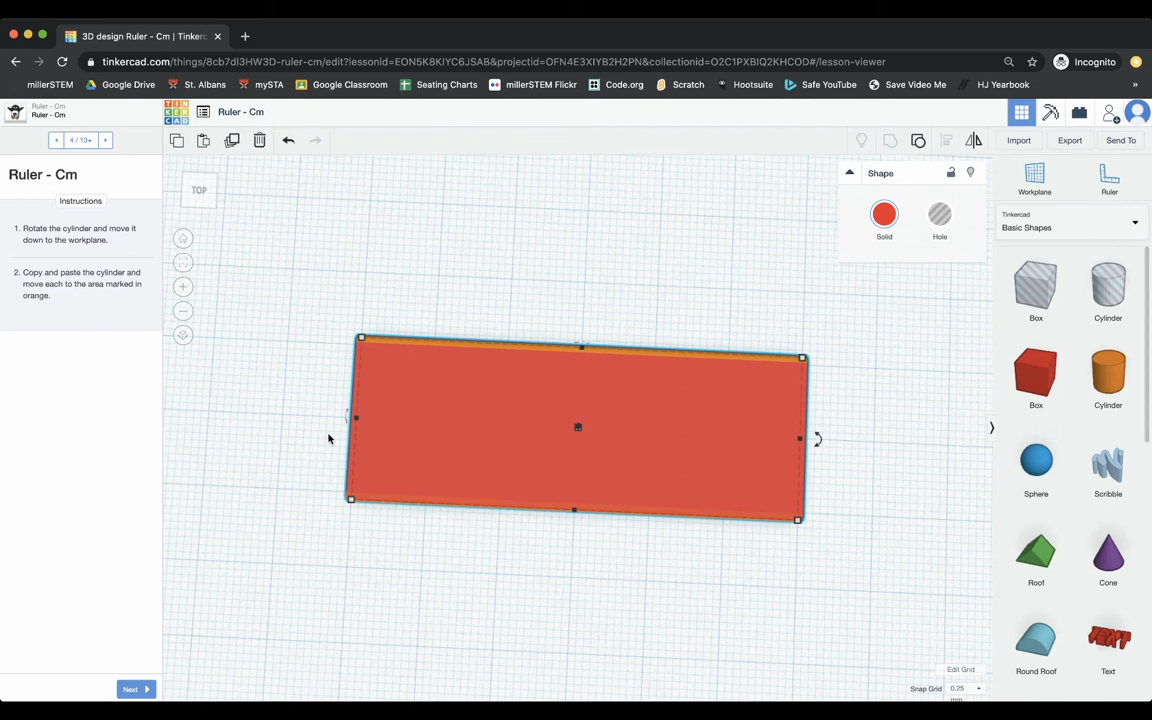 3D design Ruler - Cm | Tinkerc
tinkercad.com/things/8cb7dl3HW3D-ruler-cm/edit?lessonid=EON5K8KIYC6JSAB&projectid=OFN4E3XIYB2H2PN&collectionid=O2C1PXBIQ2KHCOD#/lesson-viewer
Incognito
millerSTEM Google Drive St. Albans mySTA Google Classroom Seating Charts millerSTEM Flickr Code.org Scratch Hootsuite Safe YouTube Save Video Me HJ Yearbook »
Ruler - Cm
Ruler - Cm
TIN
KER
CAD
Ruler - Cm
4 / 13
Import Export Send To
Ruler - Cm
Instructions
1. Rotate the cylinder and move it
down to the workplane.
2. Copy and paste the cylinder and
move each to the area marked in
orange.
Next
TOP
Shape
Solid Hole
Edit Grid
Snap Grid 0.25
mm
Workplane Ruler
Tinkercad
Basic Shapes
Box Cylinder
Box Cylinder
Sphere Scribble
Roof Cone
TEXT
Round Roof Text